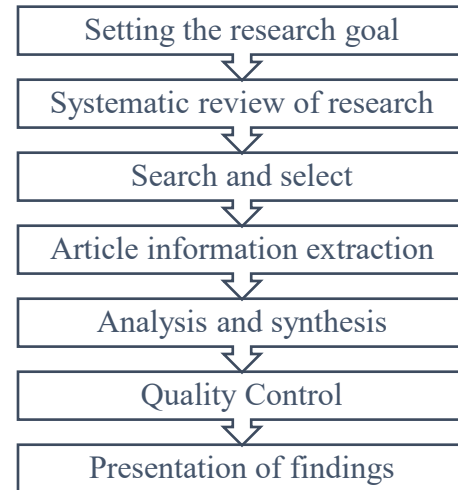 Setting the research goal
Systematic review of research
Search and select
Article information extraction
Analysis and synthesis
Quality Control
Presentation of findings